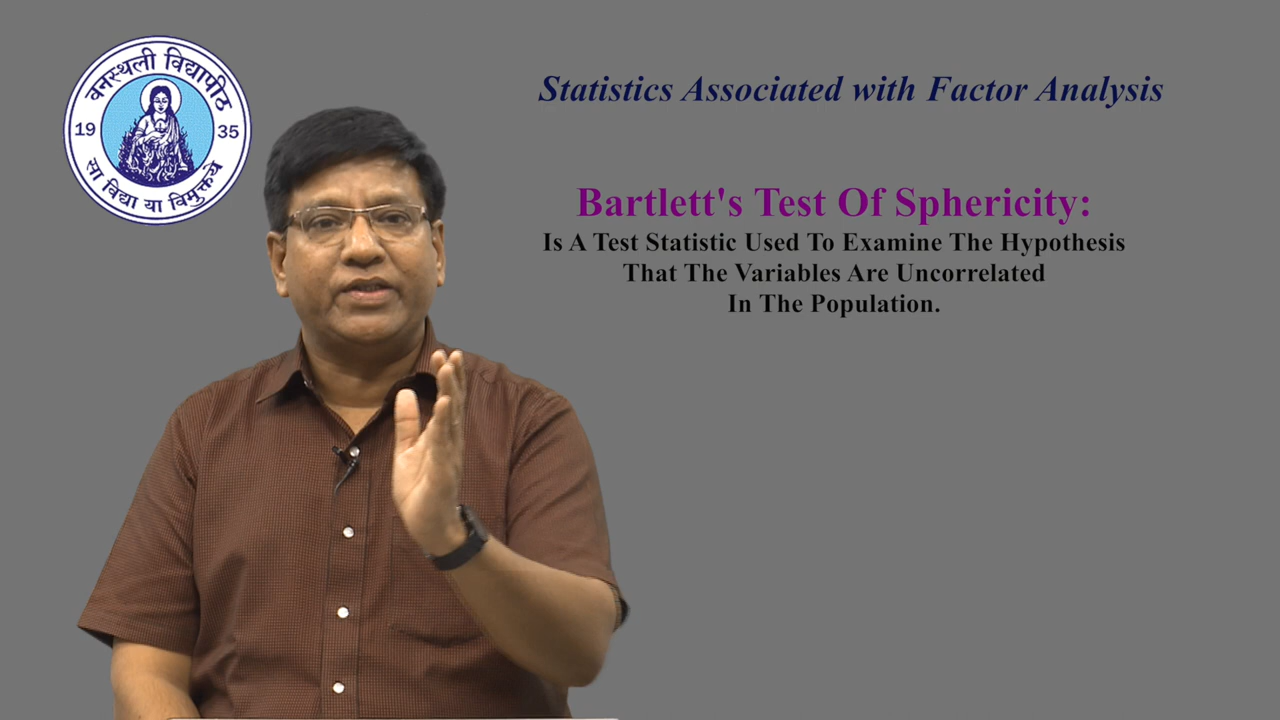 वनस्थली विद्यापीठ
19 35
सा विद्या या विमुक्तये
Statistics Associated with Factor Analysis
Bartlett's Test Of Sphericity:
Is A Test Statistic Used To Examine The Hypothesis
That The Variables Are Uncorrelated
In The Population.